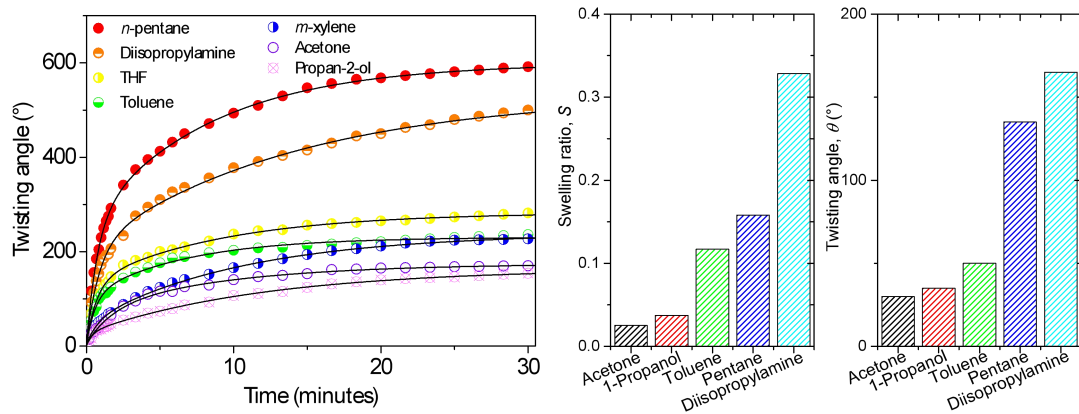 n-pentane
Diisopropylamine
THF
Toluene
m-xylene
Acetone
Propan-2-ol
Twisting angle (°)
600
400
200
0
0
10
20
30
Time (minutes)
Swelling ratio, S
0.4
0.3
0.2
0.1
0.0
Acetone
1-Propanol
Toluene
Pentane
Diisopropylamine
Twisting angle, θ (°)
200
100
0
Acetone
1-Propanol
Toluene
Pentane
Diisopropylamine